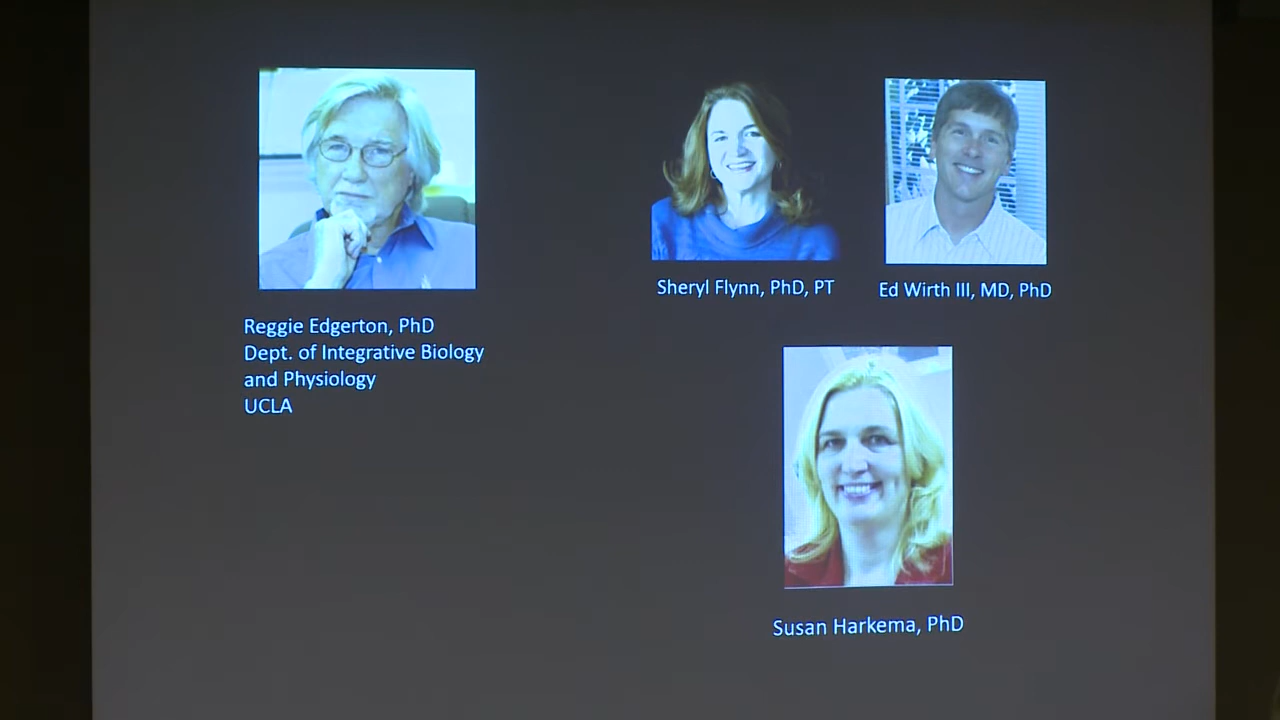 Reggie Edgerton, PhD
Dept. of Integrative Biology
and Physiology
UCLA
Sheryl Flynn, PhD, PT
Ed Wirth III, MD, PhD
Susan Harkema, PhD